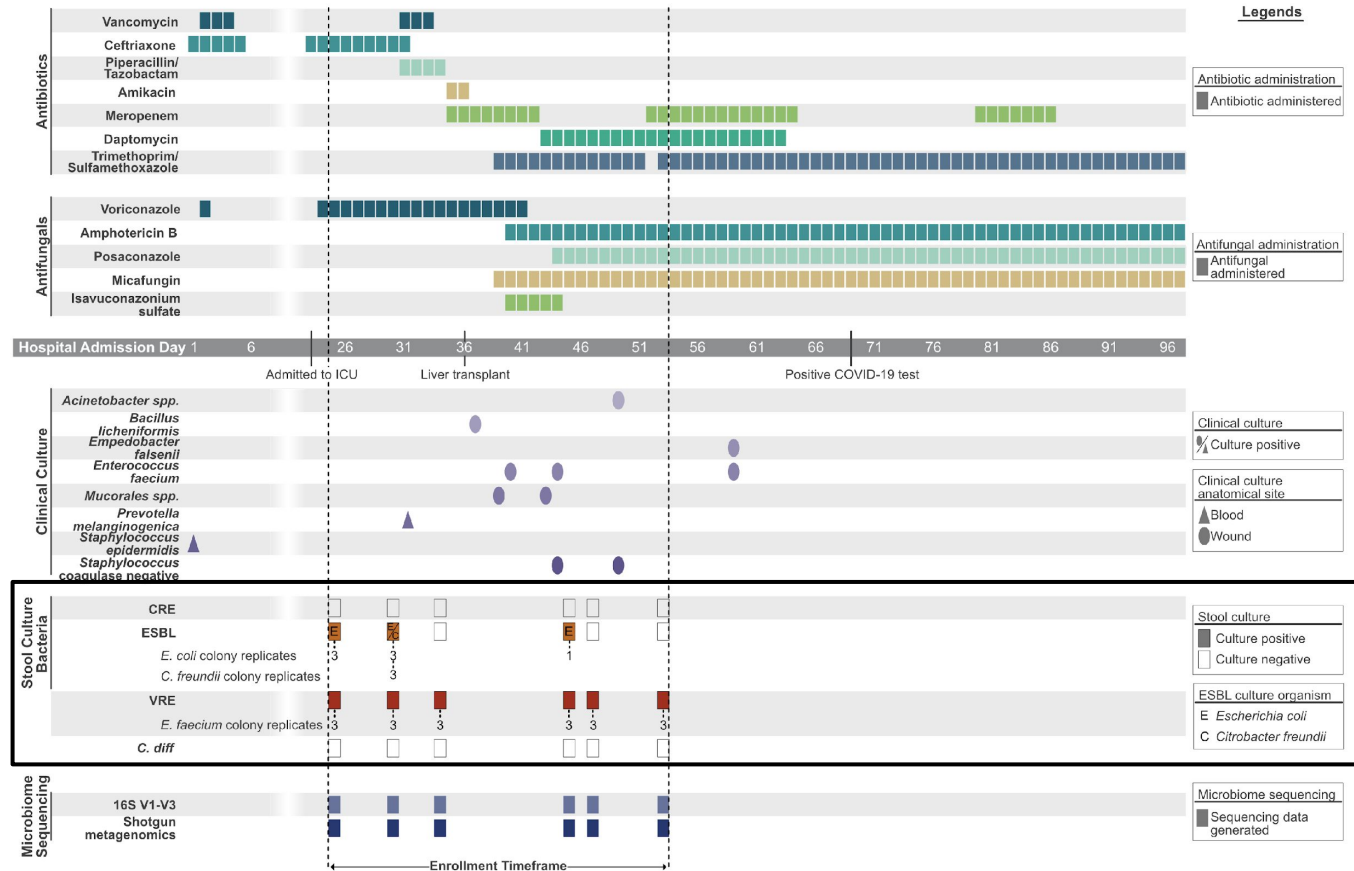 Legends
Antibiotics
Vancomycin
Ceftriaxone
Piperacillin/
Tazobactam
Amikacin
Meropenem
Daptomycin
Trimethoprim/
Sulfamethoxazole
Antibiotic administration
Antibiotic administered
Antifungals
Voriconazole
Amphotericin B
Posaconazole
Micafungin
Isavuconazonium
sulfate
Antifungal administration
Antifungal
administered
Hospital Admission Day 1 6 26 31 36 41 46 51 56 61 66 71 76 81 86 91 96
Admitted to ICU Liver transplant Positive COVID-19 test
Clinical Culture
Acinetobacter spp.
Bacillus
licheniformis
Empedobacter
falsenii
Enterococcus
faecium
Mucorales spp.
Prevotella
melanginogenica
Staphylococcus
epidermidis
Staphylococcus
coagulase negative
Clinical culture
Culture positive
Clinical culture
anatomical site
Blood
Wound
Stool Culture
Bacteria
CRE
ESBL E E/C E
E. coli colony replicates 3 3 1
C. freundii colony replicates 3
VRE
E. faecium colony replicates 3 3 3 3 3 3
C. diff
Stool culture
Culture positive
Culture negative
ESBL culture organism
E Escherichia coli
C Citrobacter freundii
Microbiome
Sequencing
16S V1-V3
Shotgun
metagenomics
Microbiome sequencing
Sequencing data
generated
Enrollment Timeframe